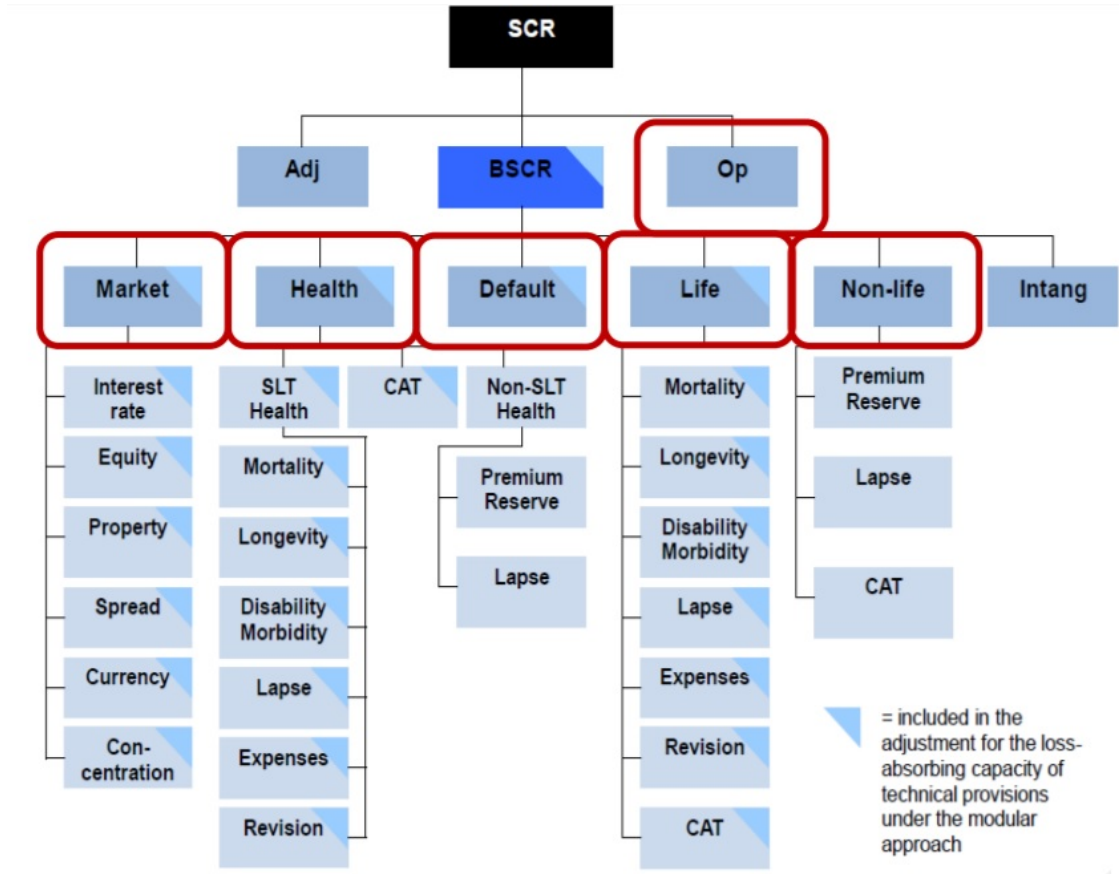 SCR
Adj
BSCR
Op
Market
Health
Default
Life
Non-life
Intang
Interest
rate
Equity
Property
Spread
Currency
Con-
centration
SLT
Health
Mortality
Longevity
Disability
Morbidity
Lapse
Expenses
Revision
CAT
Non-SLT
Health
Premium
Reserve
Lapse
Mortality
Longevity
Disability
Morbidity
Lapse
Expenses
Revision
CAT
Premium
Reserve
Lapse
CAT
= included in the
adjustment for the loss-
absorbing capacity of
technical provisions
under the modular
approach